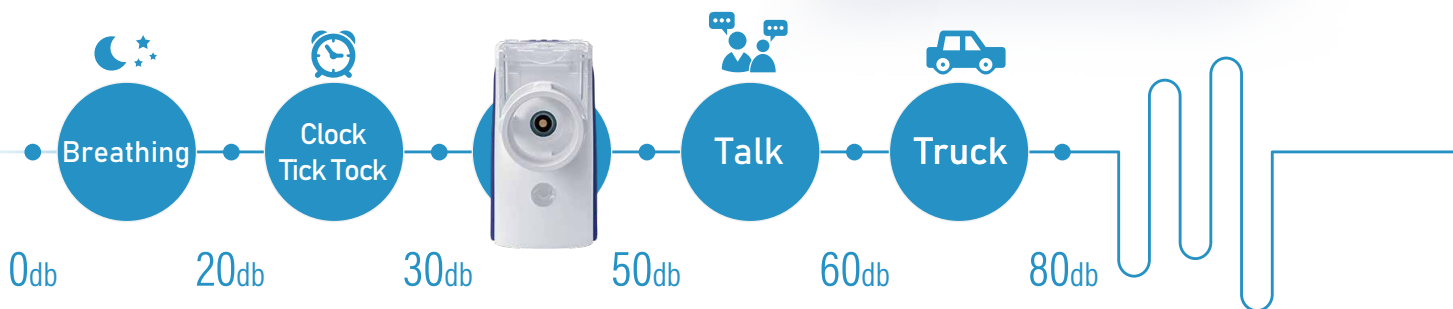 Breathing
Clock
Tick Tock
Talk
Truck
0db
20db
30db
50db
60db
80db